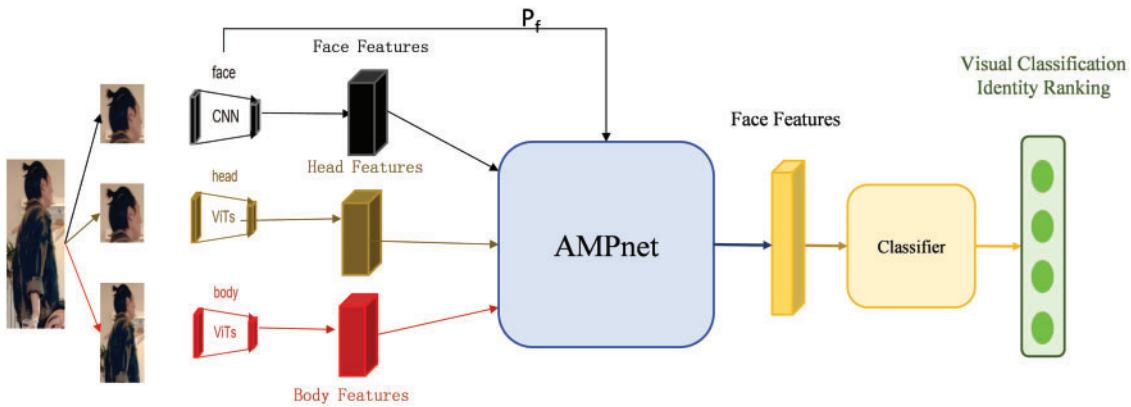 P_f
Face Features
face
CNN
Head Features
head
ViTs
body
ViTs
Body Features
AMPnet
Face Features
Classifier
Visual Classification
Identity Ranking